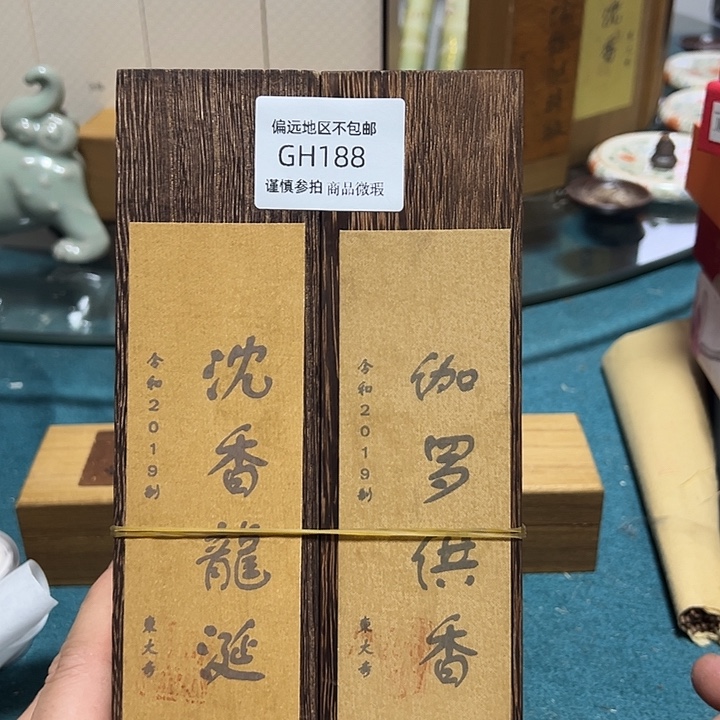 偏远地区不包邮
GH188
谨慎参拍 商品微瑕
沈香龍涎
令和2019制
東大寺
伽罗供香
令和2019制
東大寺